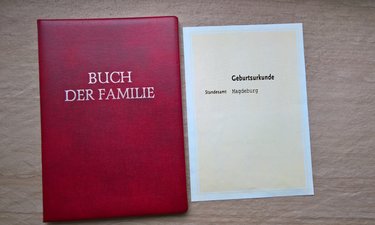 BUCH
DER FAMILIE
Geburtsurkunde
Standesamt Magdeburg